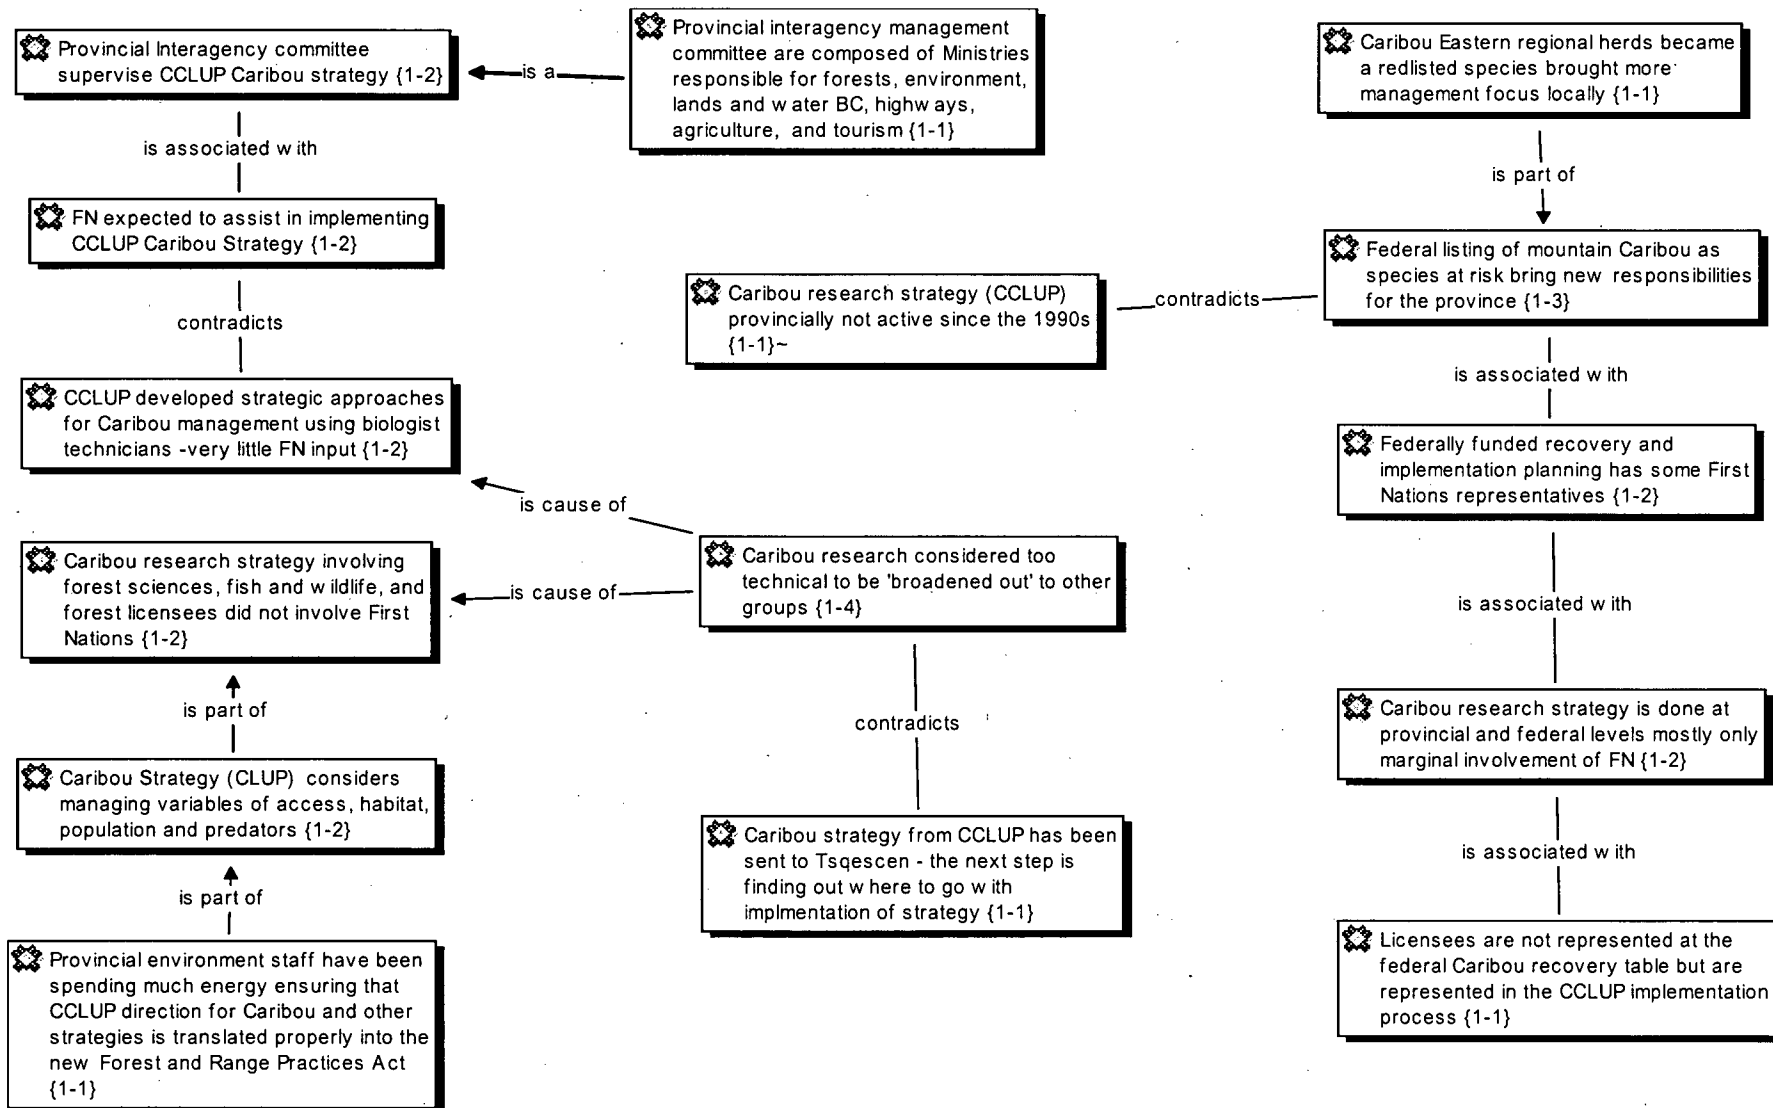 Provincial Interagency committee
supervise CCLUP Caribou strategy {1-2}
is a
Provincial interagency management
committee are composed of Ministries
responsible for forests, environment,
lands and water BC, highways,
agriculture, and tourism {1-1}
is associated with
FN expected to assist in implementing
CCLUP Caribou Strategy {1-2}
contradicts
CCLUP developed strategic approaches
for Caribou management using biologist
technicians -very little FN input {1-2}
is cause of
Caribou research strategy involving
forest sciences, fish and wildlife, and
forest licensees did not involve First
Nations {1-2}
is cause of
Caribou research considered too
technical to be 'broadened out' to other
groups {1-4}
is part of
Caribou Strategy (CLUP) considers
managing variables of access, habitat,
population and predators {1-2}
is part of
Provincial environment staff have been
spending much energy ensuring that
CCLUP direction for Caribou and other
strategies is translated properly into the
new Forest and Range Practices Act
{1-1}
contradicts
Caribou strategy from CCLUP has been
sent to Tsqescen - the next step is
finding out where to go with
implmentation of strategy {1-1}
Caribou Eastern regional herds became
a redlisted species brought more
management focus locally {1-1}
is part of
Federal listing of mountain Caribou as
species at risk bring new responsibilities
for the province {1-3}
contradicts
Caribou research strategy (CCLUP)
provincially not active since the 1990s
{1-1}~
is associated with
Federally funded recovery and
implementation planning has some First
Nations representatives {1-2}
is associated with
Caribou research strategy is done at
provincial and federal levels mostly only
marginal involvement of FN {1-2}
is associated with
Licensees are not represented at the
federal Caribou recovery table but are
represented in the CCLUP implementation
process {1-1}